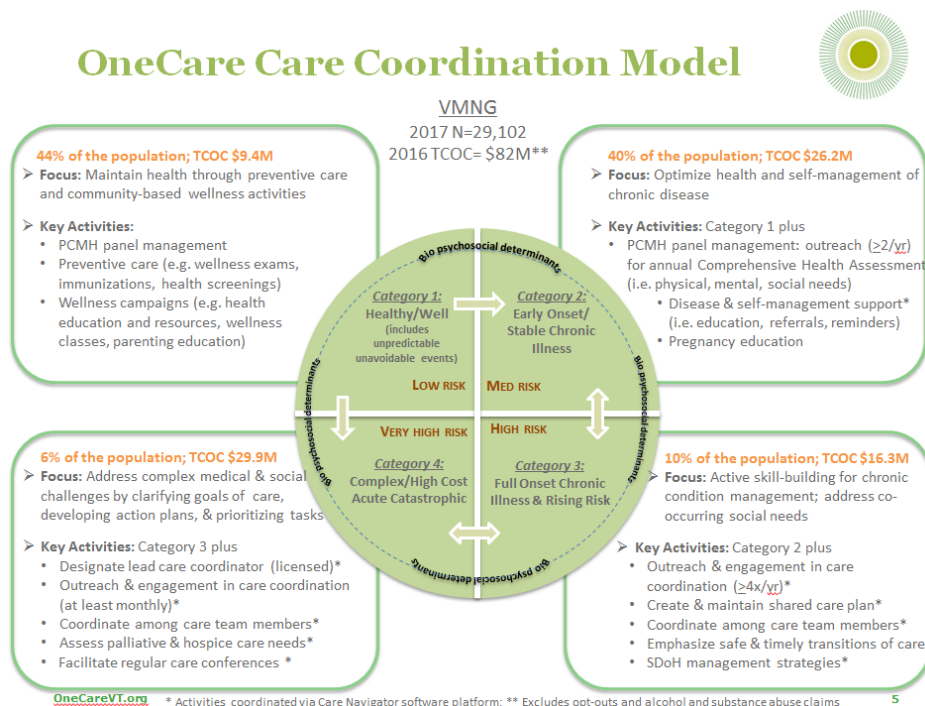 OneCare Care Coordination Model
VMNG
2017 N=29,102
2016 TCOC= $82M**
44% of the population; TCOC $9.4M
➢ Focus: Maintain health through preventive care
and community-based wellness activities
➢ Key Activities:
• PCMH panel management
• Preventive care (e.g. wellness exams,
immunizations, health screenings)
• Wellness campaigns (e.g. health
education and resources, wellness
classes, parenting education)
40% of the population; TCOC $26.2M
➢ Focus: Optimize health and self-management of
chronic disease
➢ Key Activities: Category 1 plus
• PCMH panel management: outreach (≥2/yr)
for annual Comprehensive Health Assessment
(i.e. physical, mental, social needs)
• Disease & self-management support*
(i.e. education, referrals, reminders)
• Pregnancy education
Bio psychosocial determinants
Category 1:
Healthy/Well
(includes
unpredictable
unavoidable events)
LOW RISK
Category 2:
Early Onset/
Stable Chronic
Illness
MED RISK
Bio psychosocial determinants
Bio psychosocial determinants
VERY HIGH RISK
Category 4:
Complex/High Cost
Acute Catastrophic
HIGH RISK
Category 3:
Full Onset Chronic
Illness & Rising Risk
Bio psychosocial determinants
6% of the population; TCOC $29.9M
➢ Focus: Address complex medical & social
challenges by clarifying goals of care,
developing action plans, & prioritizing tasks
➢ Key Activities: Category 3 plus
• Designate lead care coordinator (licensed)*
• Outreach & engagement in care coordination
(at least monthly)*
• Coordinate among care team members*
• Assess palliative & hospice care needs*
• Facilitate regular care conferences *
10% of the population; TCOC $16.3M
➢ Focus: Active skill-building for chronic
condition management; address co-
occurring social needs
➢ Key Activities: Category 2 plus
• Outreach & engagement in care
coordination (≥4x/yr)*
• Create & maintain shared care plan*
• Coordinate among care team members*
• Emphasize safe & timely transitions of care
• SDoH management strategies*
OneCareVT.org
* Activities coordinated via Care Navigator software platform; ** Excludes opt-outs and alcohol and substance abuse claims
5